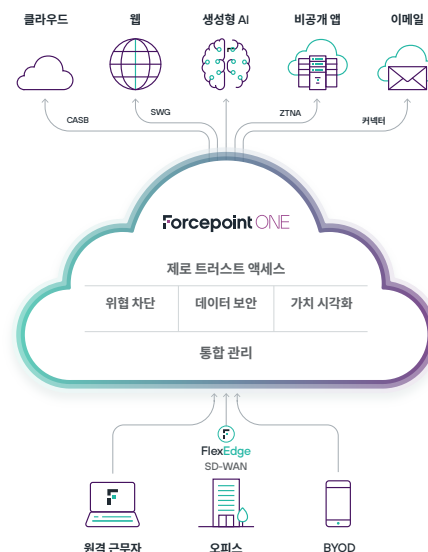 클라우드 웹 생성형 AI 비공개 앱 이메일
CASB SWG ZTNA 커넥터
Forcepoint ONE
제로 트러스트 액세스
위협 차단 데이터 보안 가치 시각화
통합 관리
FlexEdge
SD-WAN
원격 근무자 오피스 BYOD